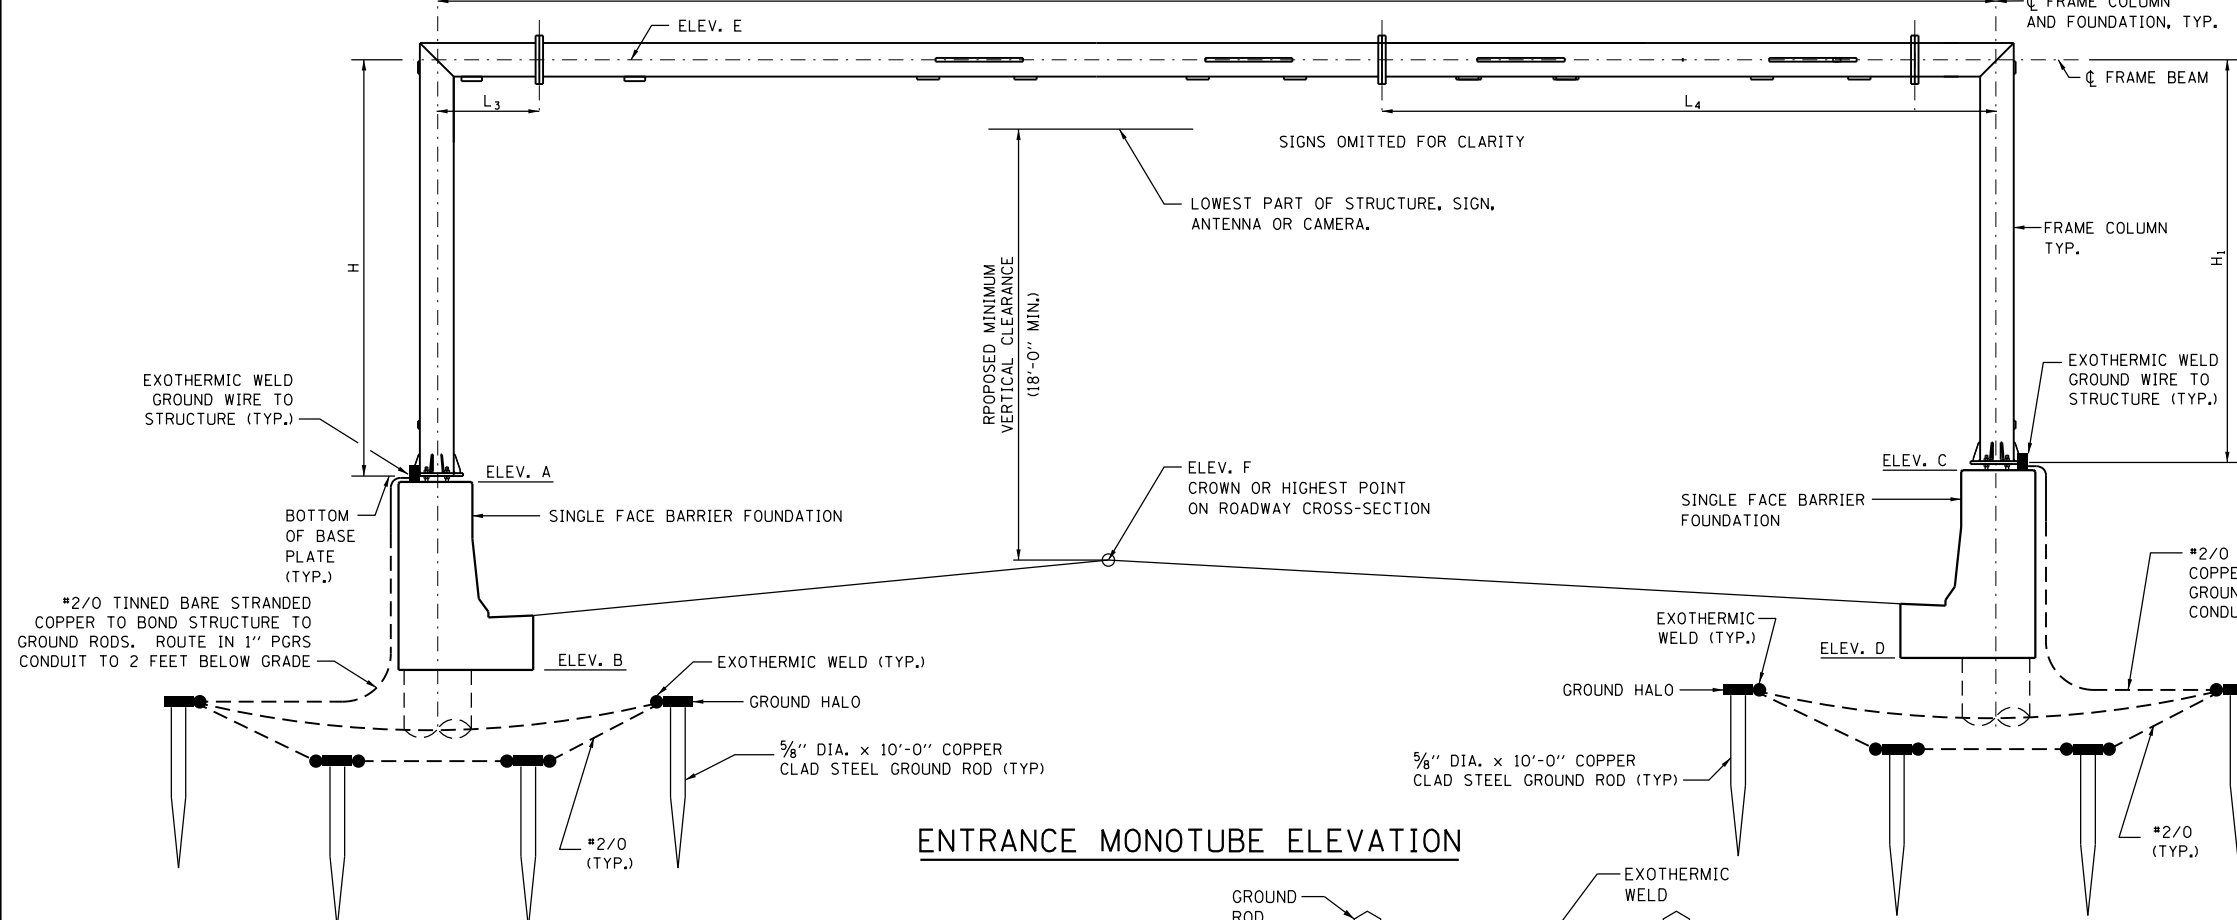 ℄ FRAME COLUMN
AND FOUNDATION, TYP.
ELEV. E
℄ FRAME BEAM
L₃
L₄
SIGNS OMITTED FOR CLARITY
LOWEST PART OF STRUCTURE, SIGN,
ANTENNA OR CAMERA.
FRAME COLUMN
TYP.
H
H₁
RPOPOSED MINIMUM
VERTICAL CLEARANCE
(18'-0" MIN.)
EXOTHERMIC WELD
GROUND WIRE TO
STRUCTURE (TYP.)
EXOTHERMIC WELD
GROUND WIRE TO
STRUCTURE (TYP.)
ELEV. A
ELEV. F
CROWN OR HIGHEST POINT
ON ROADWAY CROSS-SECTION
ELEV. C
BOTTOM
OF BASE
PLATE
(TYP.)
SINGLE FACE BARRIER FOUNDATION
SINGLE FACE BARRIER
FOUNDATION
#2/0 TINNED BARE STRANDED
COPPER TO BOND STRUCTURE TO
GROUND RODS. ROUTE IN 1" PGRS
CONDUIT TO 2 FEET BELOW GRADE
#2/0
ELEV. B
EXOTHERMIC WELD (TYP.)
GROUND HALO
EXOTHERMIC
WELD (TYP.)
ELEV. D
GROUND HALO
⅝" DIA. x 10'-0" COPPER
CLAD STEEL GROUND ROD (TYP)
⅝" DIA. x 10'-0" COPPER
CLAD STEEL GROUND ROD (TYP)
#2/0
(TYP.)
#2/0
(TYP.)
ENTRANCE MONOTUBE ELEVATION
GROUND
ROD
EXOTHERMIC
WELD